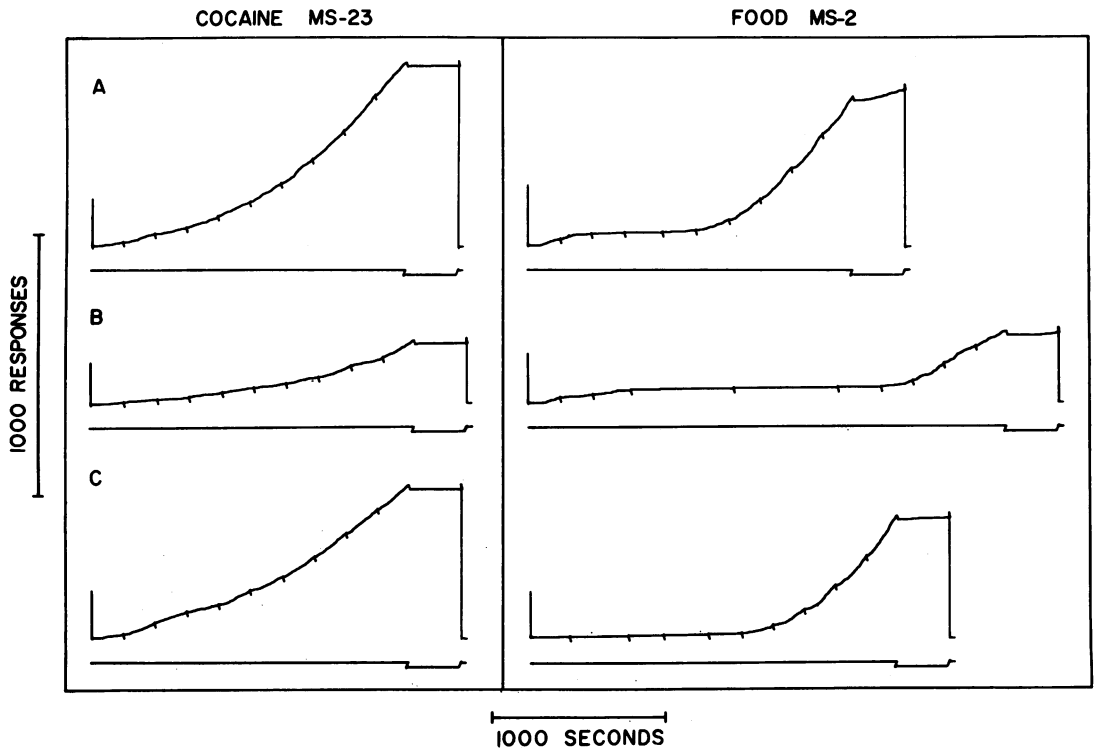 COCAINE MS-23
FOOD MS-2
A
B
C
1000 RESPONSES
1000 SECONDS